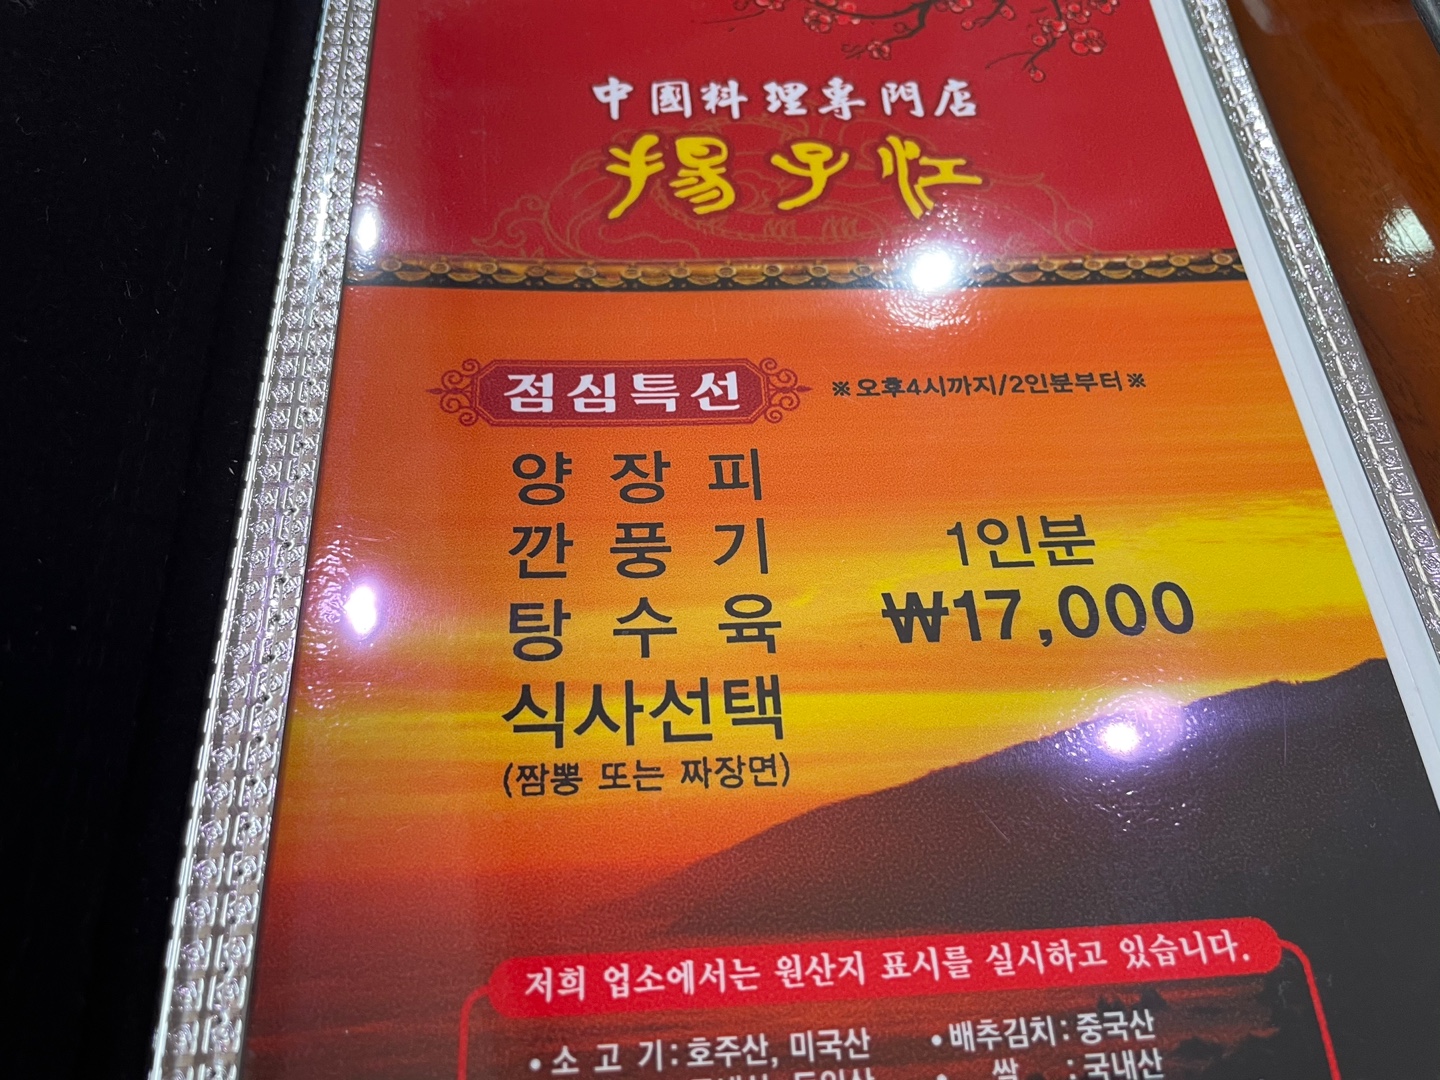 中國料理專門店
揚子江
점심특선 ※오후4시까지/2인분부터※
양장피
깐풍기
탕수육
식사선택
(짬뽕 또는 짜장면)
1인분
₩17,000
저희 업소에서는 원산지 표시를 실시하고 있습니다.
•소고기:호주산, 미국산
•배추김치:중국산
•쌀:국내산